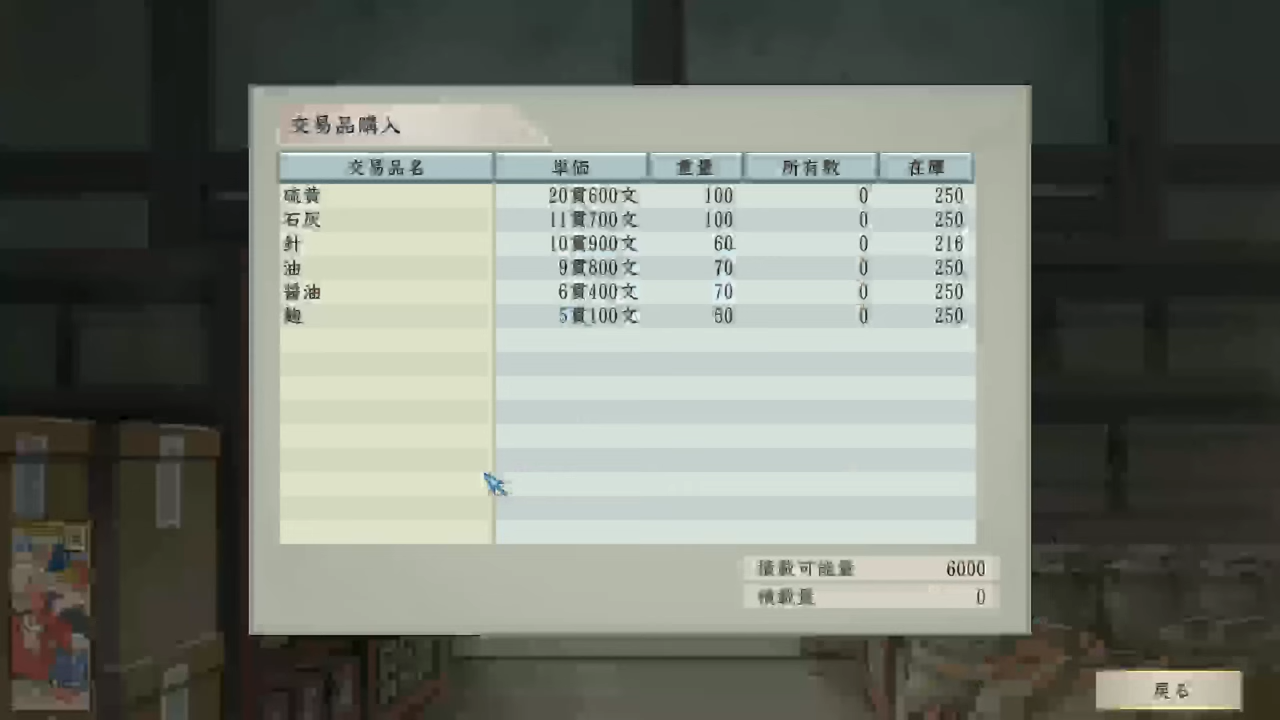 交易品購入
交易品名 単価 重量 所有数 在庫
硫黄 20貫600文 100 0 250
石灰 11貫700文 100 0 250
針 10貫900文 60 0 216
油 9貫800文 70 0 250
醤油 6貫400文 70 0 250
麹 5貫100文 60 0 250
積載可能量 6000
積載量 0
戻る